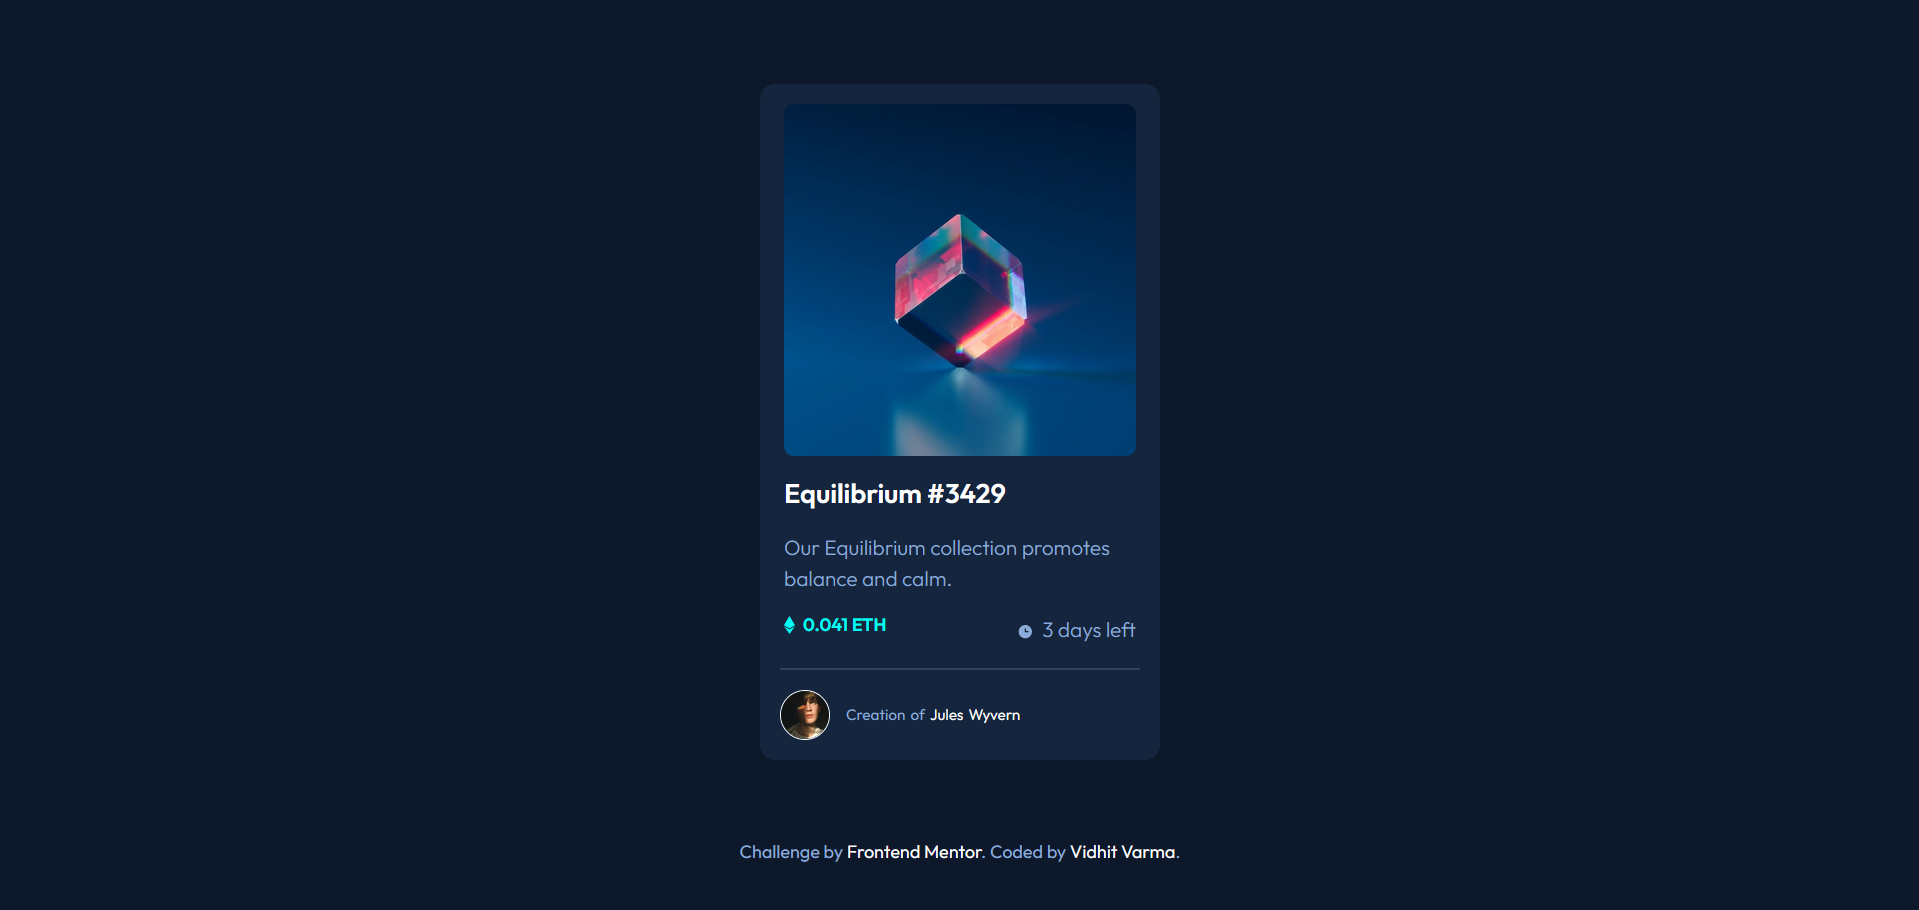 Equilibrium #3429
Our Equilibrium collection promotes
balance and calm.
0.041 ETH
3 days left
Creation of Jules Wyvern
Challenge by Frontend Mentor. Coded by Vidhit Varma.